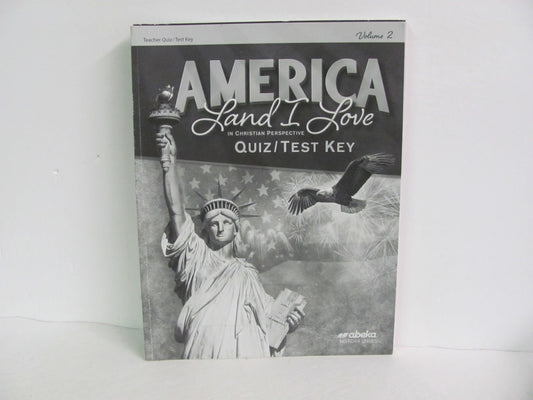 Teacher Quiz/Test Key
Volume 2
AMERICA
Land I Love
IN CHRISTIAN PERSPECTIVE
QUIZ/TEST KEY
abeka